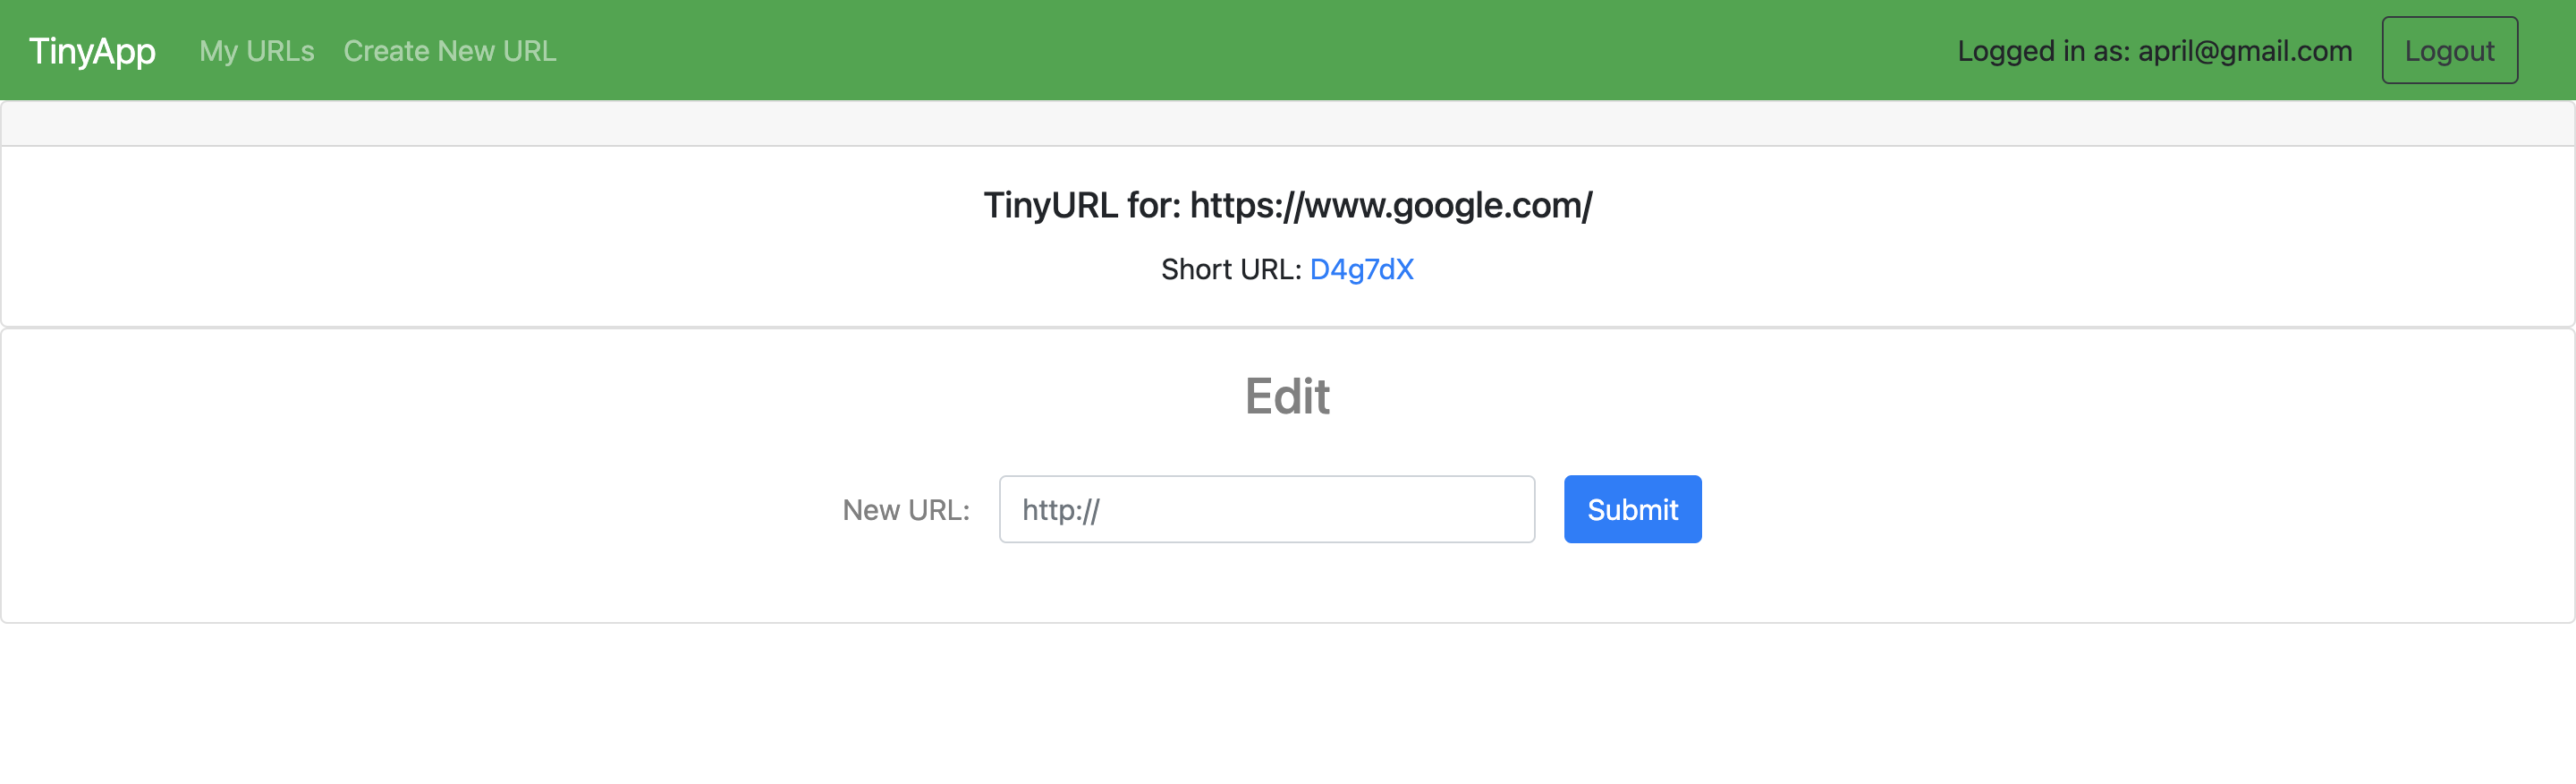 TinyApp My URLs Create New URL Logged in as: april@gmail.com Logout
TinyURL for: https://www.google.com/
Short URL: D4g7dX
Edit
New URL: http:// Submit